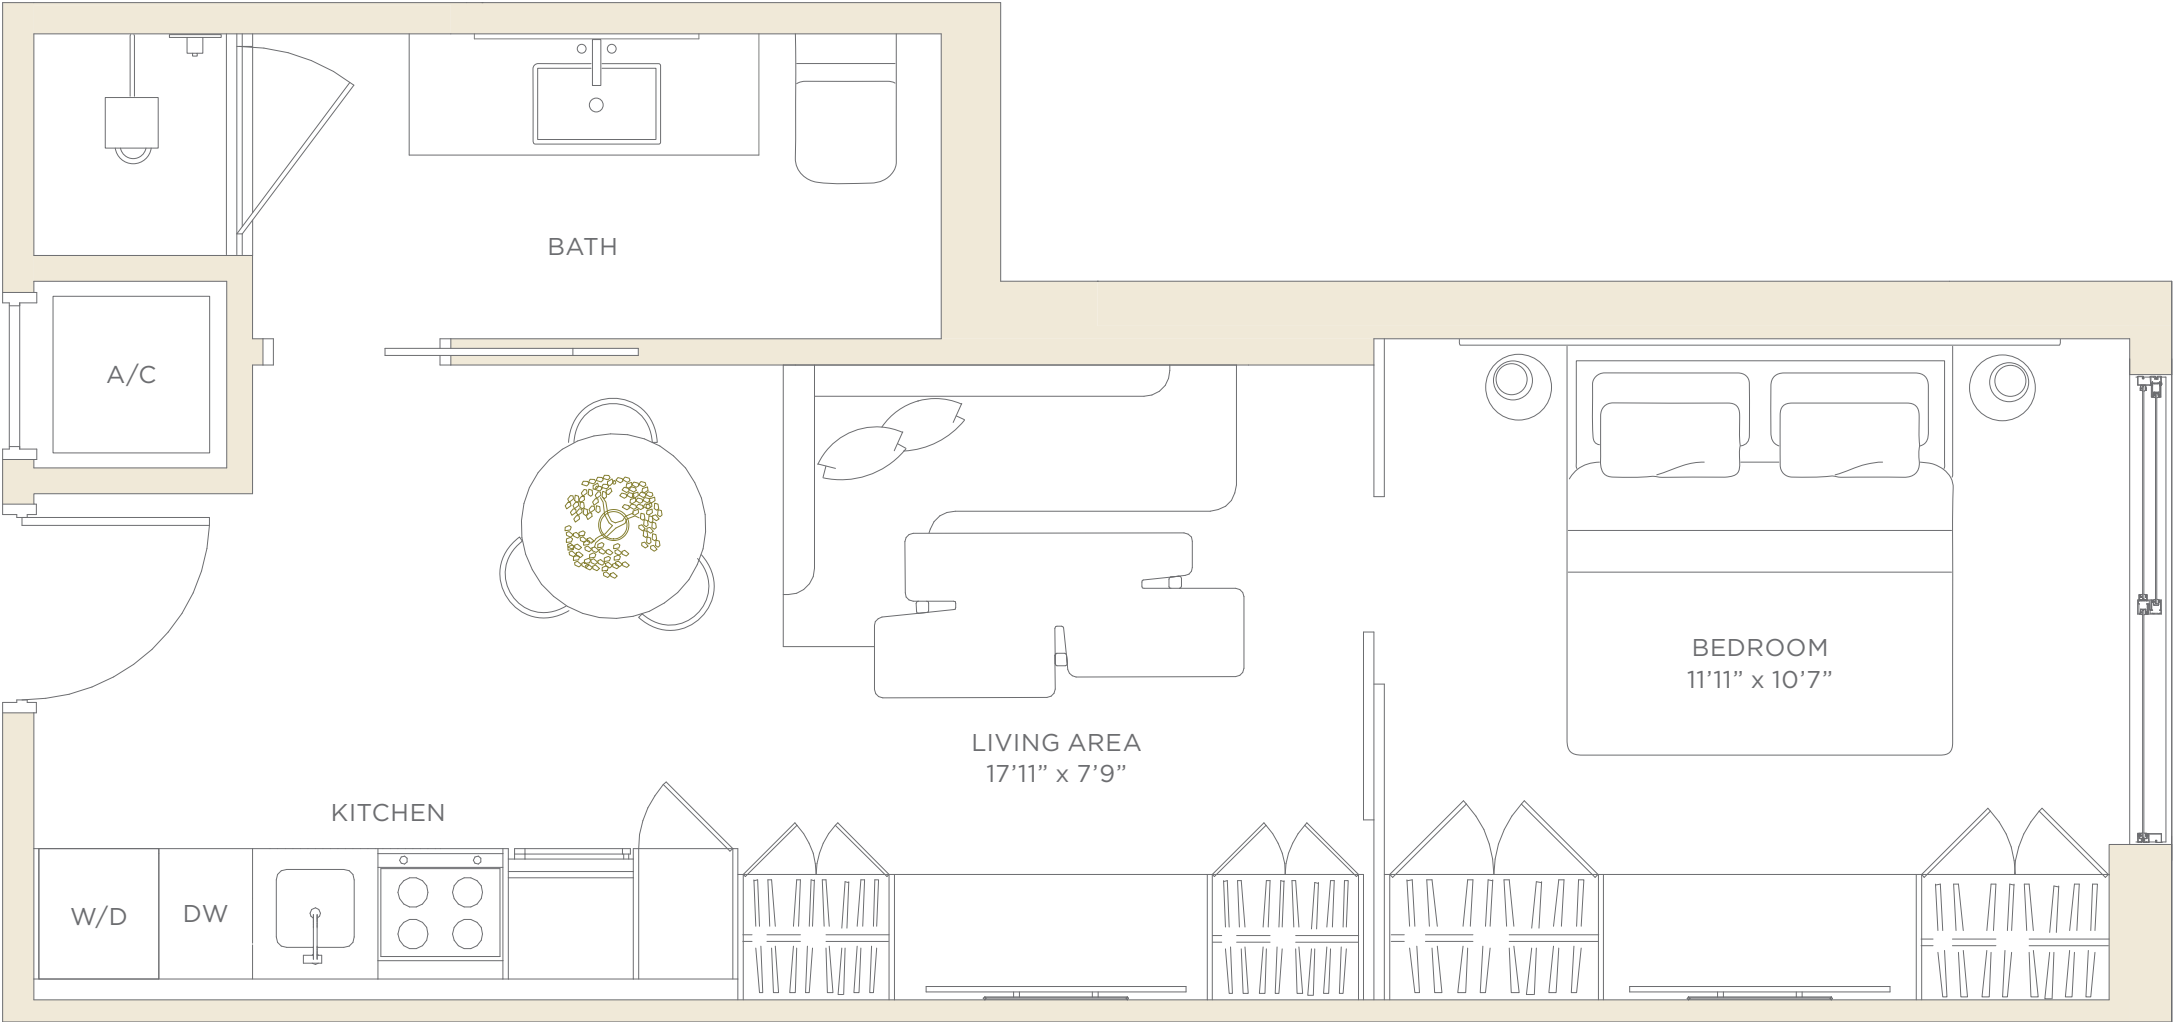 BATH
A/C
BEDROOM
11’11” x 10’7”
LIVING AREA
17’11” x 7’9”
KITCHEN
W/D
DW